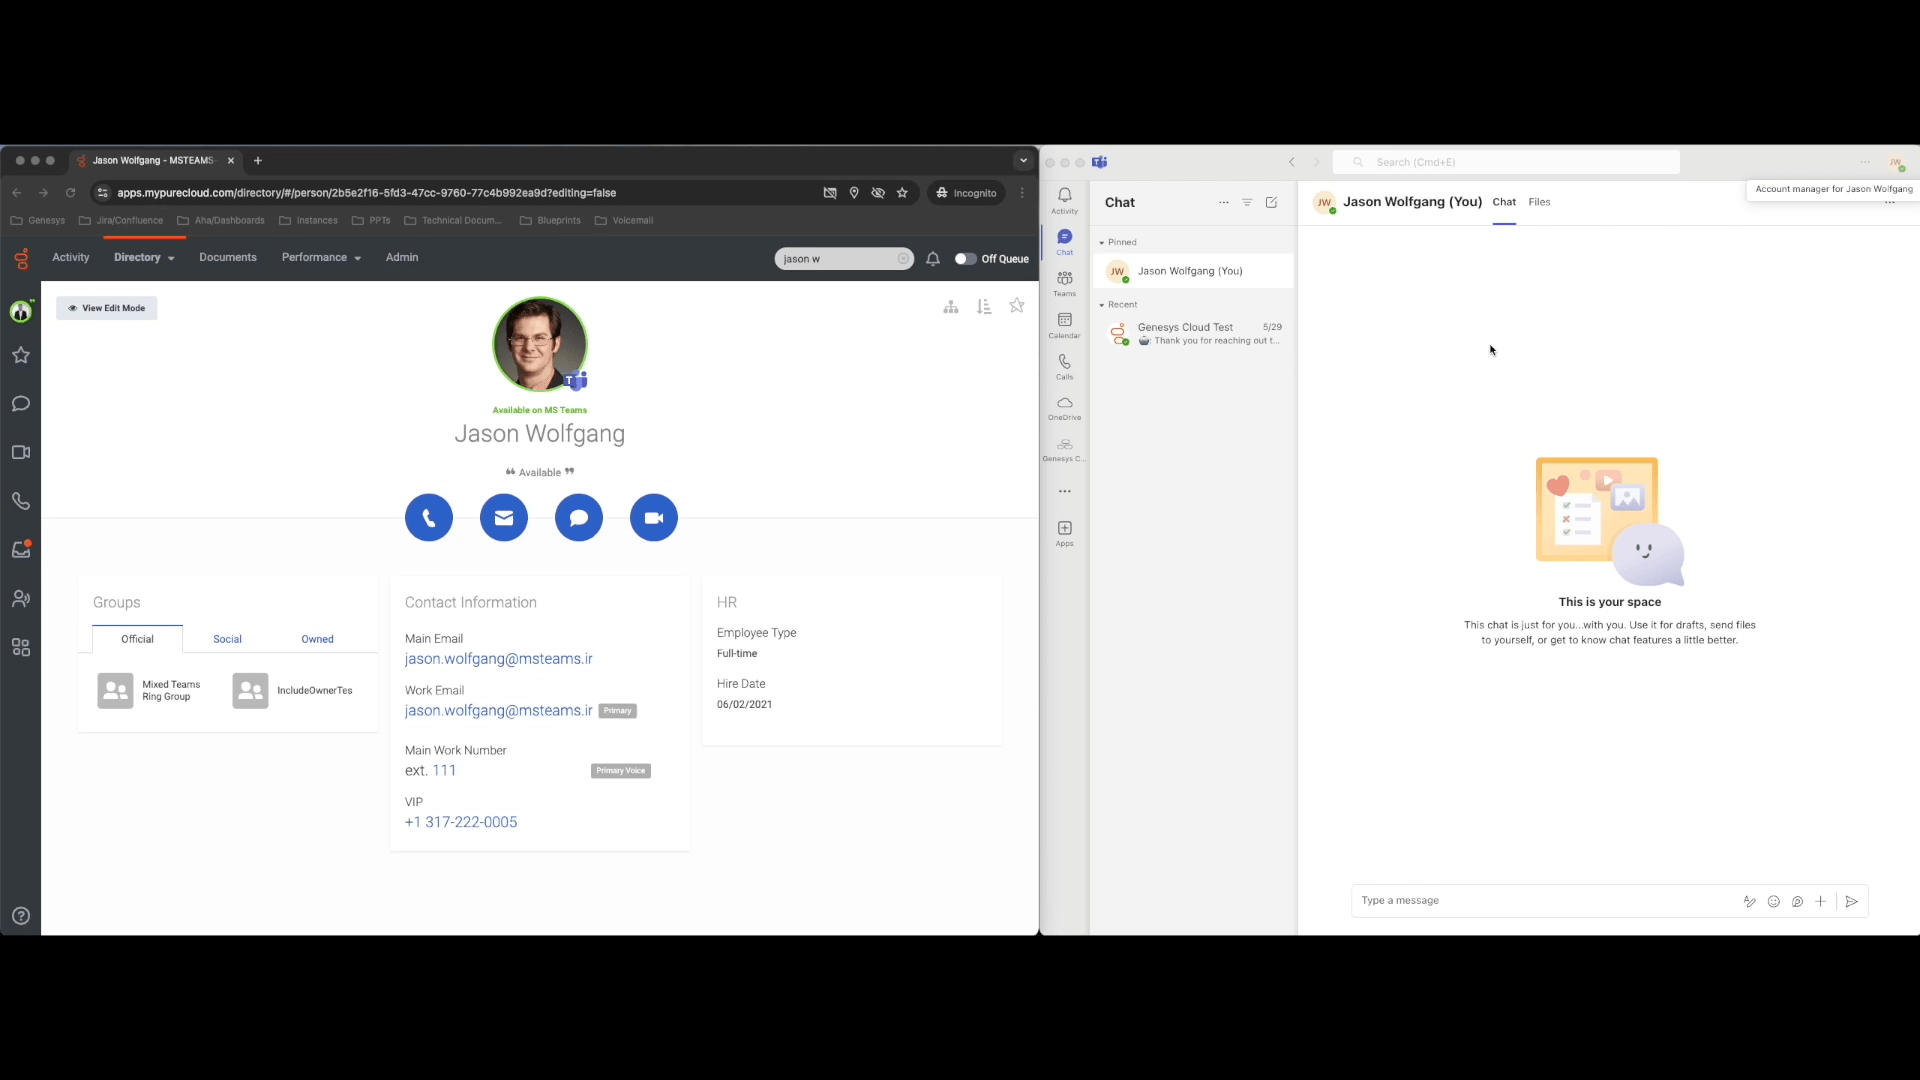 Jason Wolfgang - MSTEAMS-
apps.mypurecloud.com/directory/#/person/2b5e2f16-5fd3-47cc-9760-77c4b992ea9d?editing=false
Incognito
Genesys
Jira/Confluence
Aha/Dashboards
Instances
PPTs
Technical Docum...
Blueprints
Voicemail
Activity
Directory
Documents
Performance
Admin
jason w
Off Queue
View Edit Mode
Available on MS Teams
Jason Wolfgang
“ Available ”
Groups
Official
Social
Owned
Mixed Teams
Ring Group
IncludeOwnerTes
Contact Information
Main Email
jason.wolfgang@msteams.ir
Work Email
jason.wolfgang@msteams.ir Primary
Main Work Number
ext. 111 Primary Voice
VIP
+1 317-222-0005
HR
Employee Type
Full-time
Hire Date
06/02/2021
Search (Cmd+E)
JW
Account manager for Jason Wolfgang
Activity
Chat
Teams
Calendar
Calls
OneDrive
Genesys C...
Apps
Chat
Pinned
JW Jason Wolfgang (You)
Recent
Genesys Cloud Test 5/29
Thank you for reaching out t...
JW Jason Wolfgang (You) Chat Files
This is your space
This chat is just for you...with you. Use it for drafts, send files
to yourself, or get to know chat features a little better.
Type a message